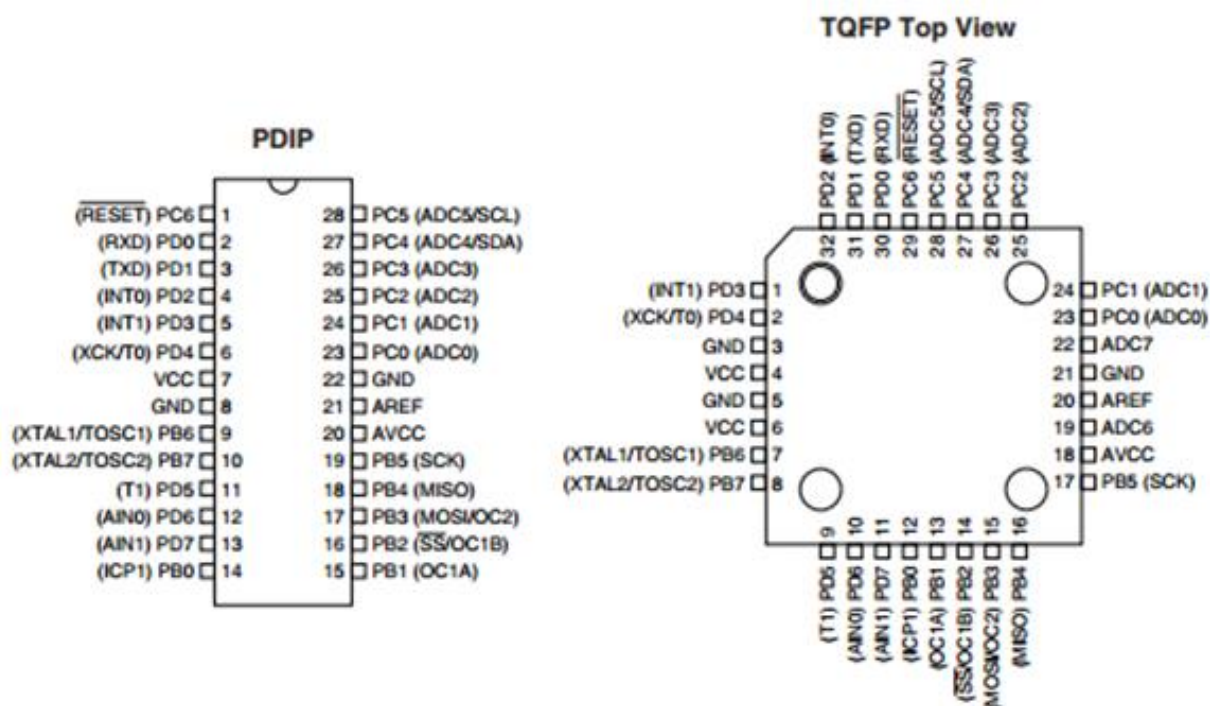 TQFP Top View
PD2 (INT0)
PD1 (TXD)
PD0 (RXD)
PC6 (RESET)
PC5 (ADC5/SCL)
PC4 (ADC4/SDA)
PC3 (ADC3)
PC2 (ADC2)
32 31 30 29 28 27 26 25
(INT1) PD3 1
(XCK/T0) PD4 2
GND 3
VCC 4
GND 5
VCC 6
(XTAL1/TOSC1) PB6 7
(XTAL2/TOSC2) PB7 8
24 PC1 (ADC1)
23 PC0 (ADC0)
22 ADC7
21 GND
20 AREF
19 ADC6
18 AVCC
17 PB5 (SCK)
9 10 11 12 13 14 15 16
(T1) PD5
(AIN0) PD6
(AIN1) PD7
(ICP1) PB0
(OC1A) PB1
(SS/OC1B) PB2
MOSI/OC2) PB3
(MISO) PB4
PDIP
(RESET) PC6 1 28 PC5 (ADC5/SCL)
(RXD) PD0 2 27 PC4 (ADC4/SDA)
(TXD) PD1 3 26 PC3 (ADC3)
(INT0) PD2 4 25 PC2 (ADC2)
(INT1) PD3 5 24 PC1 (ADC1)
(XCK/T0) PD4 6 23 PC0 (ADC0)
VCC 7 22 GND
GND 8 21 AREF
(XTAL1/TOSC1) PB6 9 20 AVCC
(XTAL2/TOSC2) PB7 10 19 PB5 (SCK)
(T1) PD5 11 18 PB4 (MISO)
(AIN0) PD6 12 17 PB3 (MOSI/OC2)
(AIN1) PD7 13 16 PB2 (SS/OC1B)
(ICP1) PB0 14 15 PB1 (OC1A)